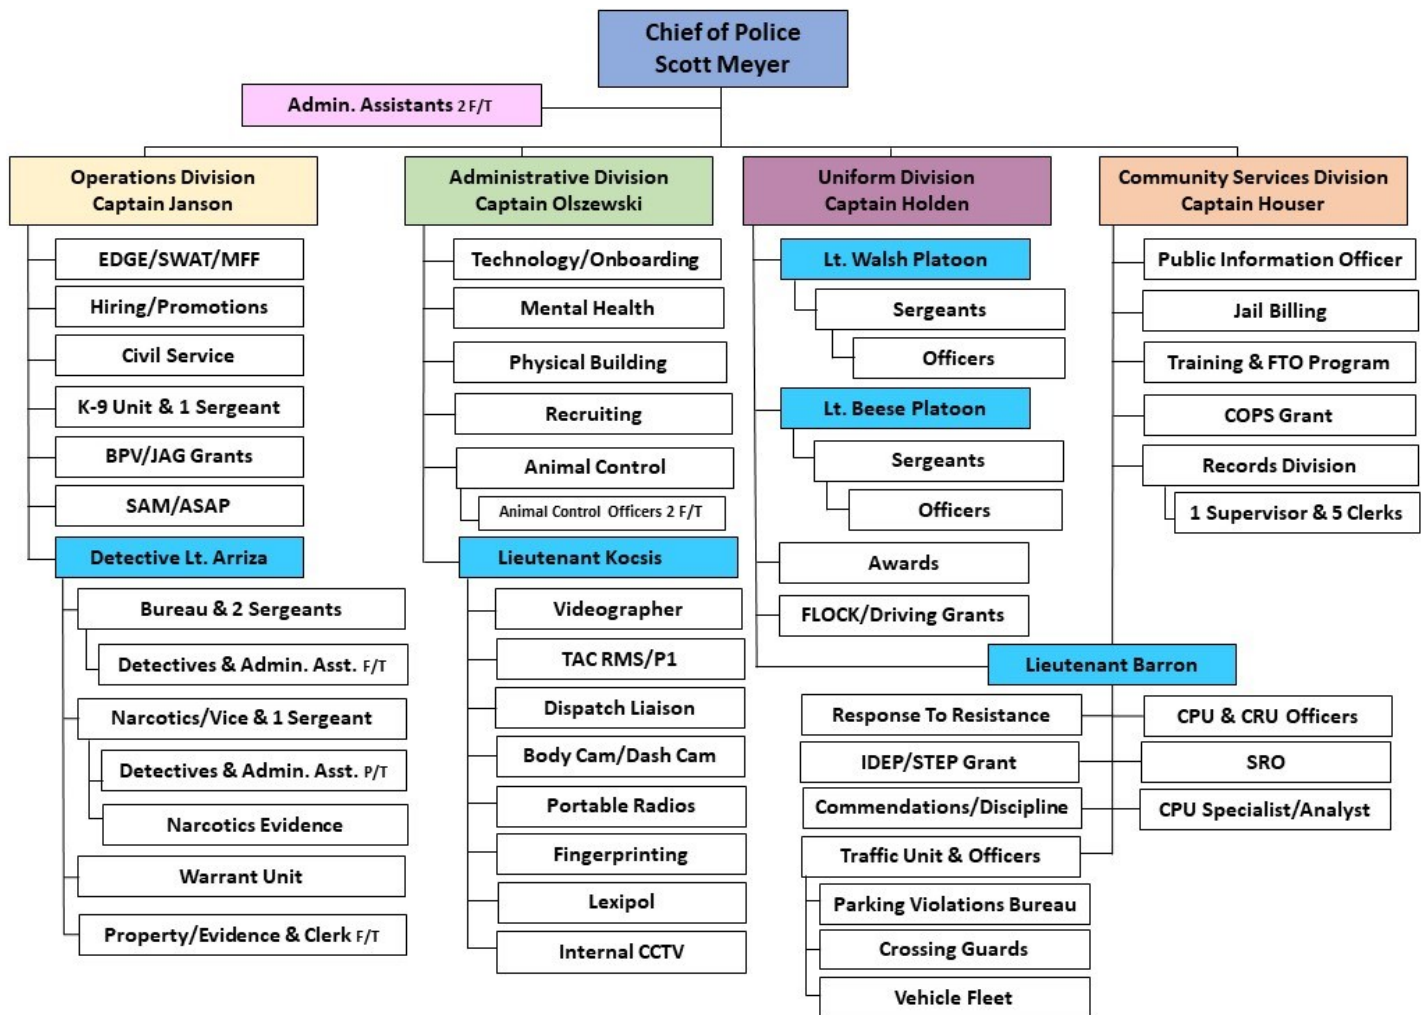 Chief of Police
Scott Meyer
Admin. Assistants 2 F/T
Operations Division
Captain Janson
EDGE/SWAT/MFF
Hiring/Promotions
Civil Service
K-9 Unit & 1 Sergeant
BPV/JAG Grants
SAM/ASAP
Detective Lt. Arriza
Bureau & 2 Sergeants
Detectives & Admin. Asst. F/T
Narcotics/Vice & 1 Sergeant
Detectives & Admin. Asst. P/T
Narcotics Evidence
Warrant Unit
Property/Evidence & Clerk F/T
Administrative Division
Captain Olszewski
Technology/Onboarding
Mental Health
Physical Building
Recruiting
Animal Control
Animal Control Officers 2 F/T
Lieutenant Kocsis
Videographer
TAC RMS/P1
Dispatch Liaison
Body Cam/Dash Cam
Portable Radios
Fingerprinting
Lexipol
Internal CCTV
Uniform Division
Captain Holden
Lt. Walsh Platoon
Sergeants
Officers
Lt. Beese Platoon
Sergeants
Officers
Awards
FLOCK/Driving Grants
Community Services Division
Captain Houser
Public Information Officer
Jail Billing
Training & FTO Program
COPS Grant
Records Division
1 Supervisor & 5 Clerks
Lieutenant Barron
Response To Resistance
CPU & CRU Officers
IDEP/STEP Grant
SRO
Commendations/Discipline
CPU Specialist/Analyst
Traffic Unit & Officers
Parking Violations Bureau
Crossing Guards
Vehicle Fleet